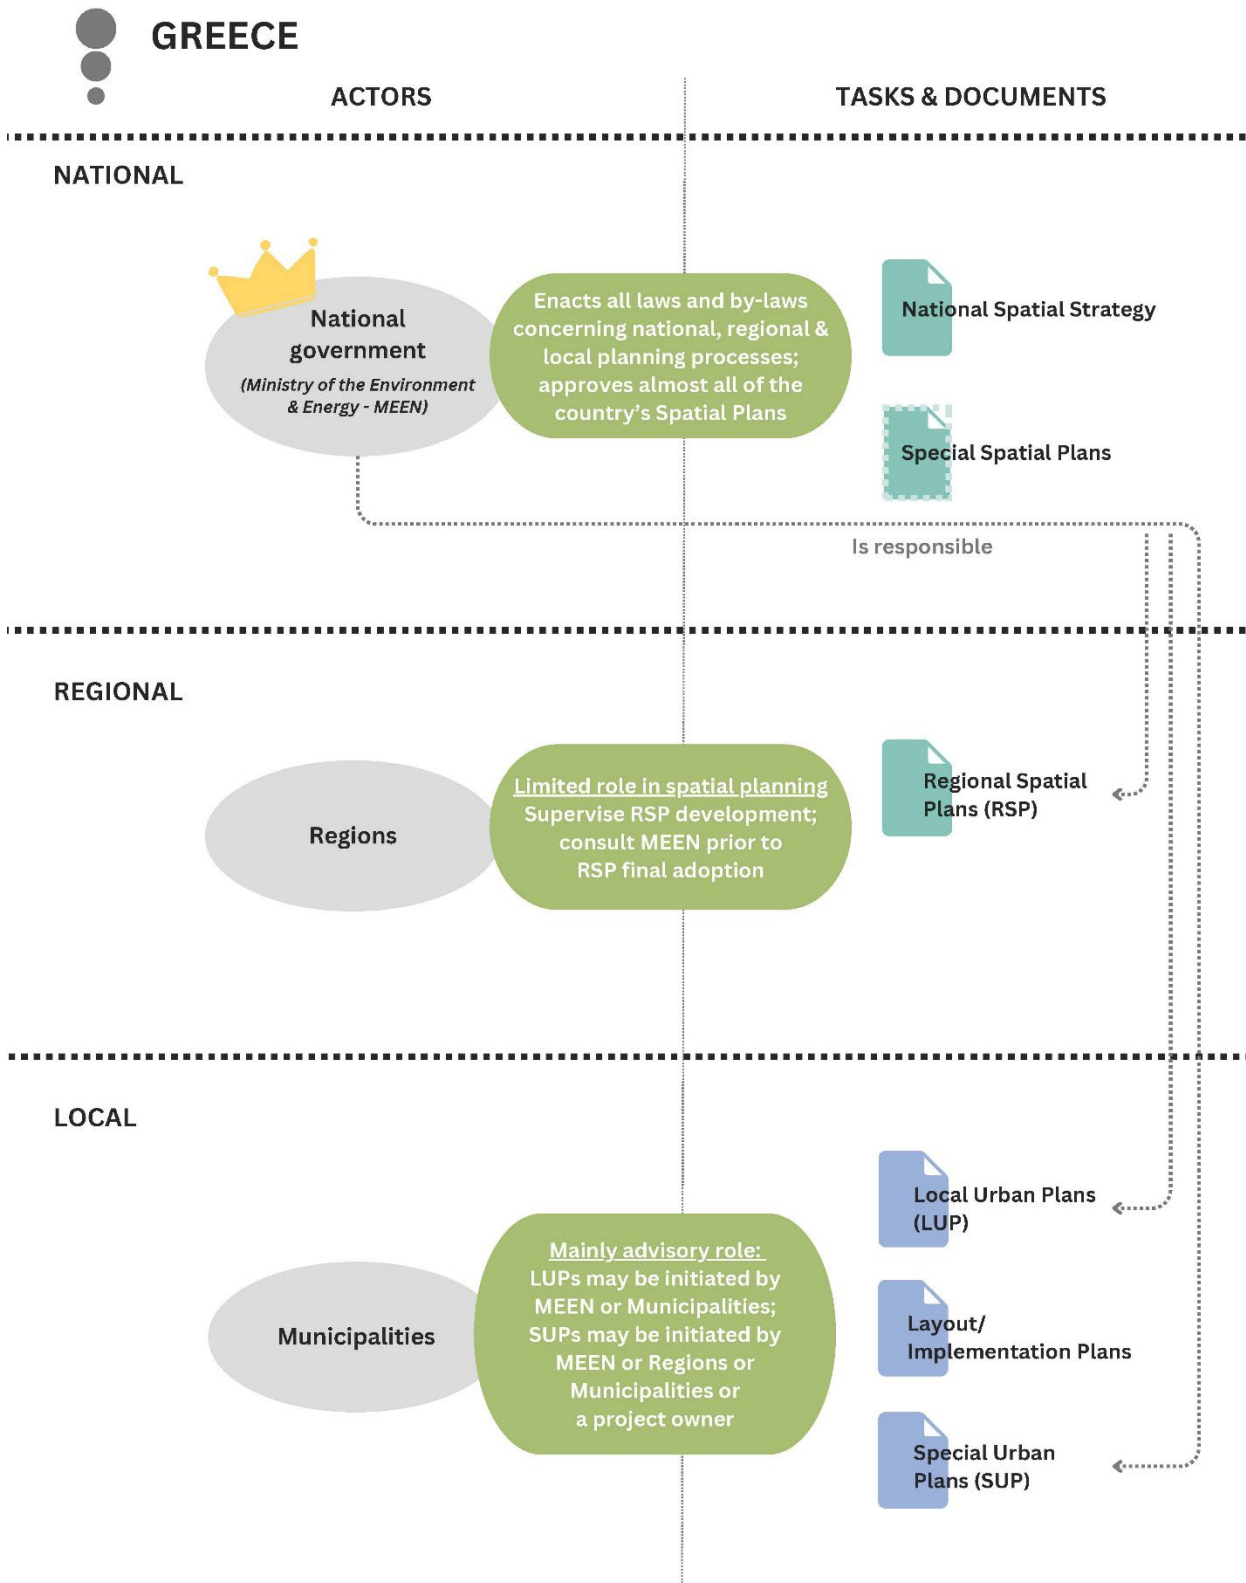 GREECE
ACTORS
TASKS & DOCUMENTS
NATIONAL
National
government
(Ministry of the Environment
& Energy - MEEN)
Enacts all laws and by-laws
concerning national, regional &
local planning processes;
approves almost all of the
country's Spatial Plans
National Spatial Strategy
Special Spatial Plans
Is responsible
REGIONAL
Regions
Limited role in spatial planning
Supervise RSP development;
consult MEEN prior to
RSP final adoption
Regional Spatial
Plans (RSP)
LOCAL
Municipalities
Mainly advisory role:
LUPs may be initiated by
MEEN or Municipalities;
SUPs may be initiated by
MEEN or Regions or
Municipalities or
a project owner
Local Urban Plans
(LUP)
Layout/
Implementation Plans
Special Urban
Plans (SUP)